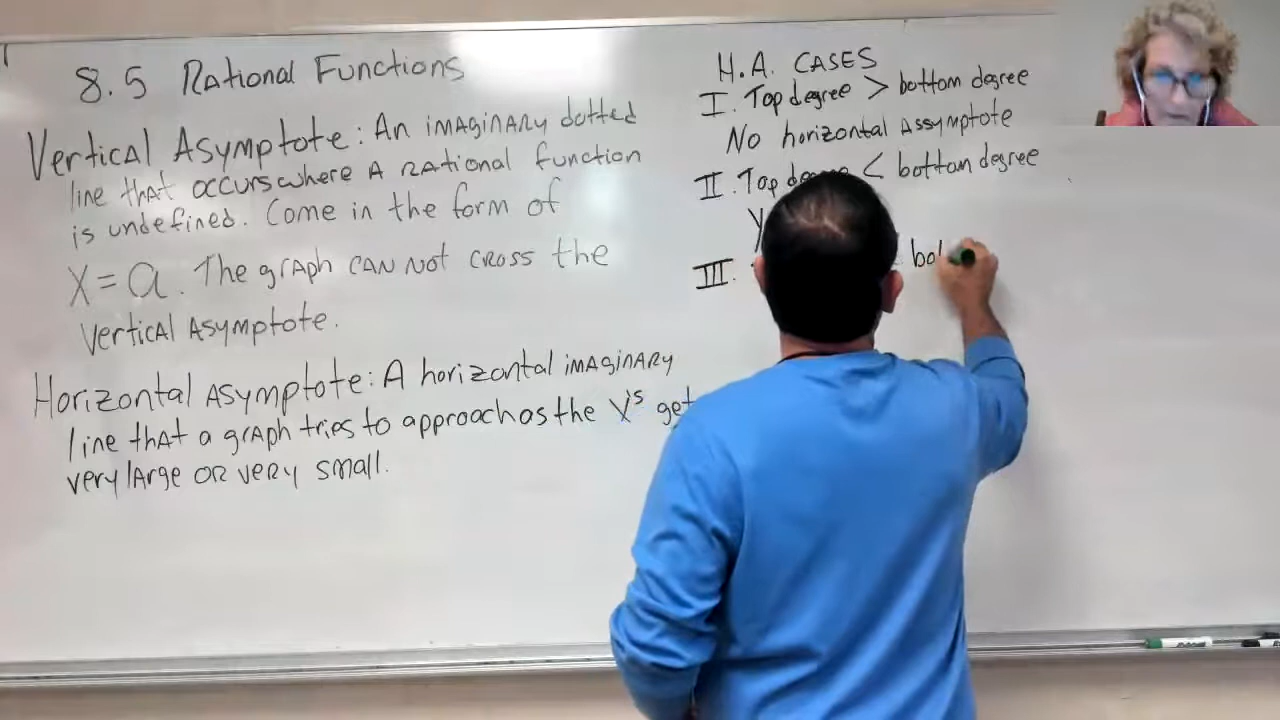 8.5 Rational Functions
Vertical Asymptote: An imaginary dotted
line that occurs where a rational function
is undefined. Come in the form of
X = a. The graph can not cross the
vertical asymptote.
Horizontal Asymptote: A horizontal imaginary
line that a graph tries to approach as the Y's get
very large or very small.
H.A. CASES
I. Top degree > bottom degree
No horizontal Assymptote
II. Top < bottom degree
y
III.